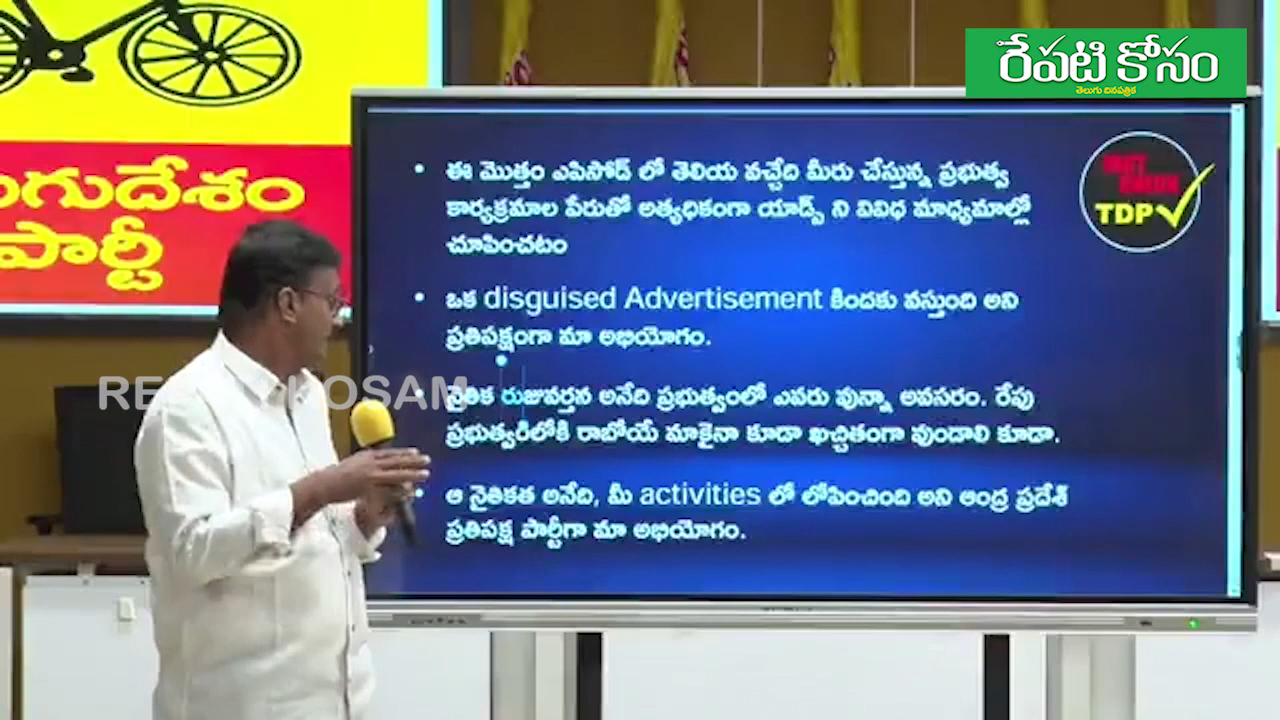 రేపటి కోసం
తెలుగు దినపత్రిక
గుదేశం
పార్టీ
TDP
• ఈ మొత్తం ఎపిసోడ్ లో తెలియ వచ్చేది మీరు చేస్తున్న ప్రభుత్వ
కార్యక్రమాల పేరుతో అత్యధికంగా యాడ్స్ ని వివిధ మాధ్యమాల్లో
చూపించటం
• ఒక disguised Advertisement కిందకు వస్తుంది అని
ప్రతిపక్షంగా మా అభియోగం.
• నైతిక రుజువర్తన అనేది ప్రభుత్వంలో ఎవరు వున్నా అవసరం. రేపు
ప్రభుత్వంలోకి రాబోయే మాకైనా కూడా ఖచ్చితంగా వుండాలి కూడా.
• ఆ నైతికత అనేది, మీ activities లో లోపించింది అని ఆంద్ర ప్రదేశ్
ప్రతిపక్ష పార్టీగా మా అభియోగం.
KOSAM